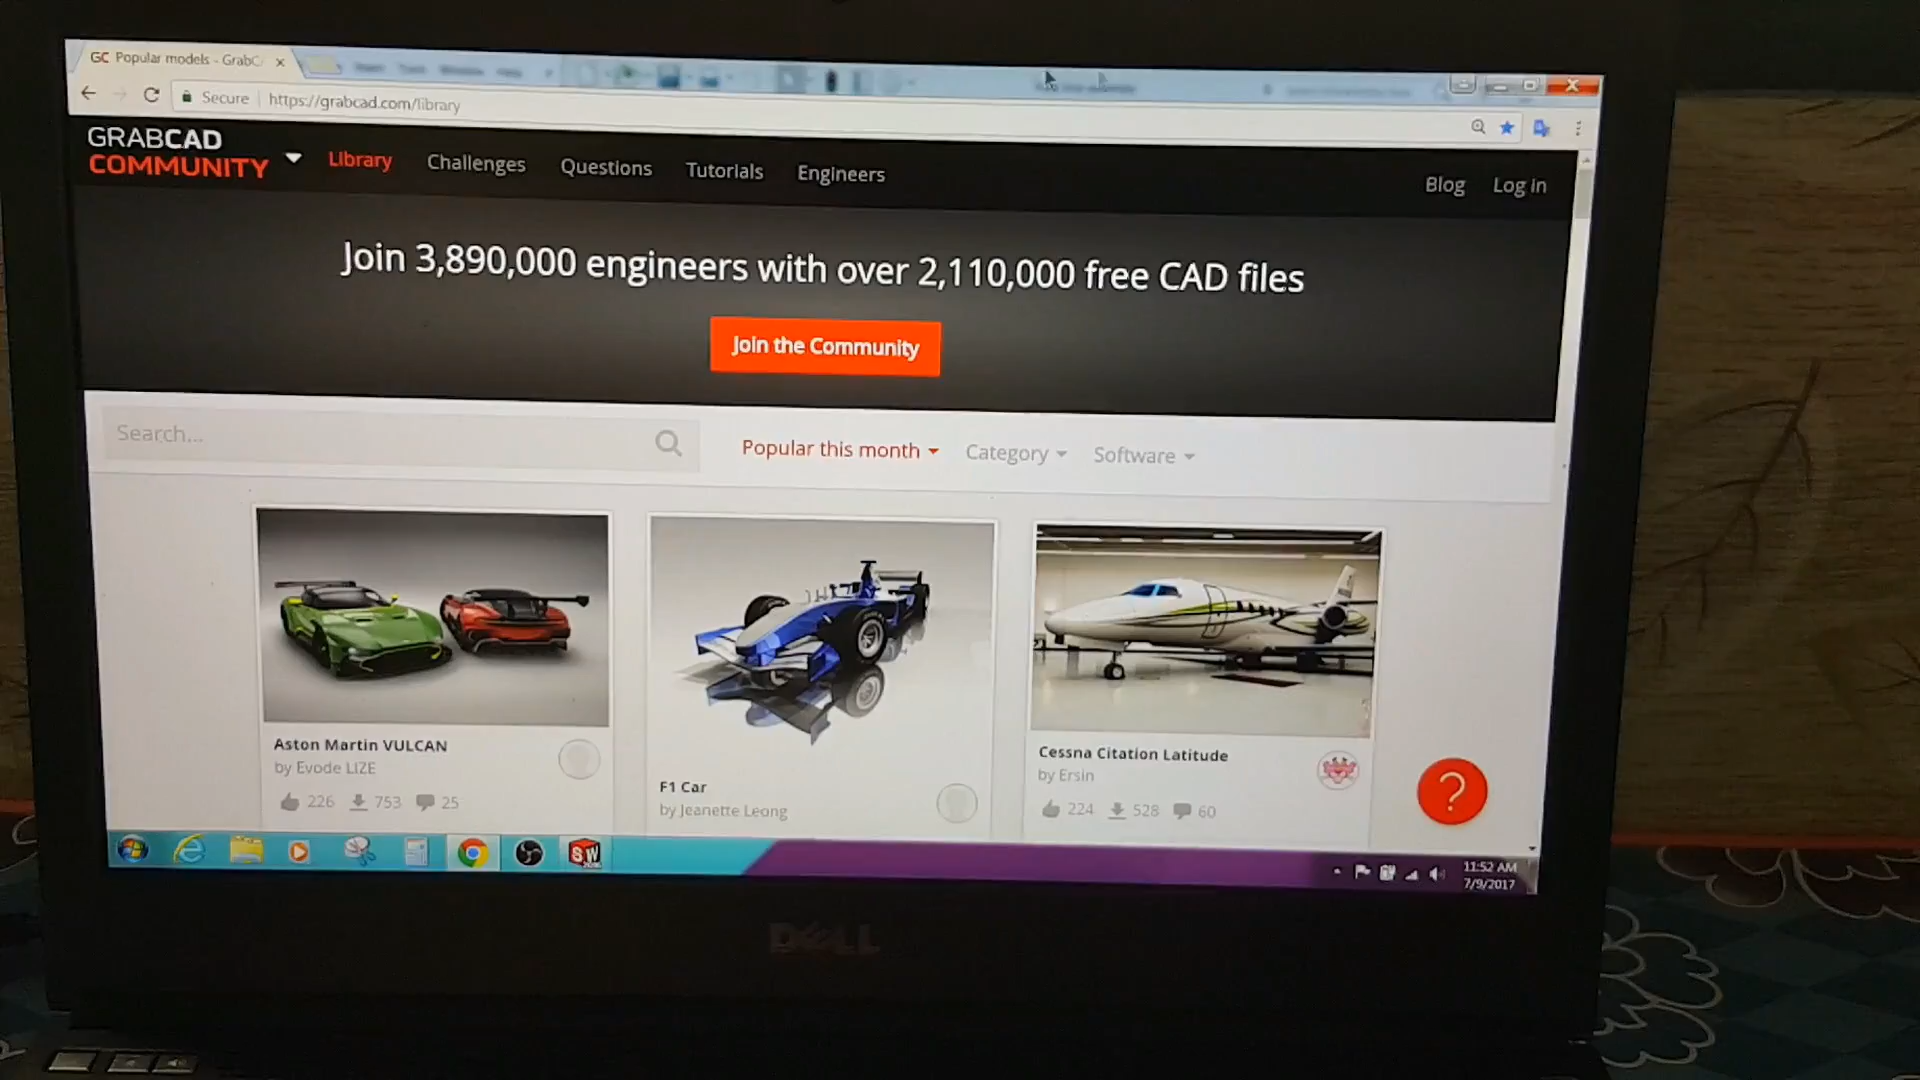 GC Popular models - GrabC
Secure https://grabcad.com/library
GRABCAD
COMMUNITY
Library Challenges Questions Tutorials Engineers Blog Log in
Join 3,890,000 engineers with over 2,110,000 free CAD files
Join the Community
Search... Popular this month Category Software
Aston Martin VULCAN
by Evode LIZE
226 753 25
F1 Car
by Jeanette Leong
Cessna Citation Latitude
by Ersin
224 528 60
?
SW
11:52 AM
7/9/2017
DELL